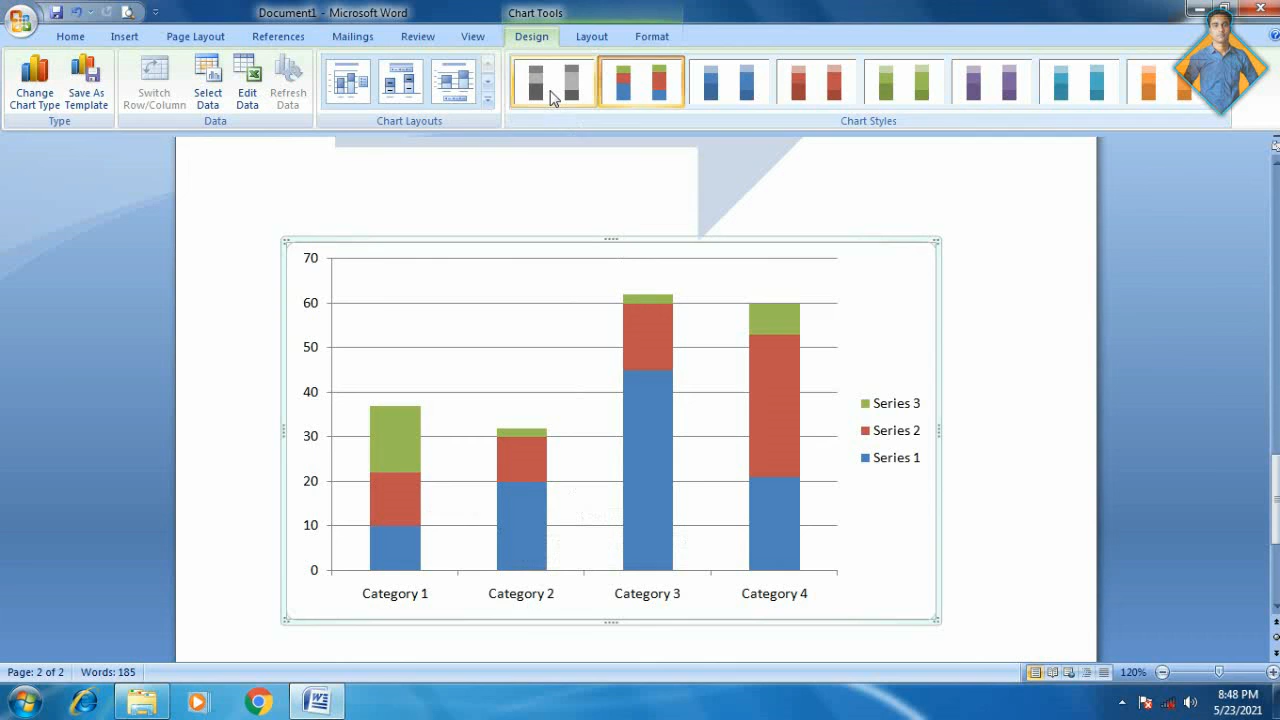 Document1 - Microsoft Word
Chart Tools
Home
Insert
Page Layout
References
Mailings
Review
View
Design
Layout
Format
Change
Chart Type
Save As
Template
Switch
Row/Column
Select
Data
Edit
Data
Refresh
Data
Type
Data
Chart Layouts
Chart Styles
70
60
50
40
30
20
10
0
Series 3
Series 2
Series 1
Category 1
Category 2
Category 3
Category 4
Page: 2 of 2
Words: 185
120%
8:48 PM
5/23/2021